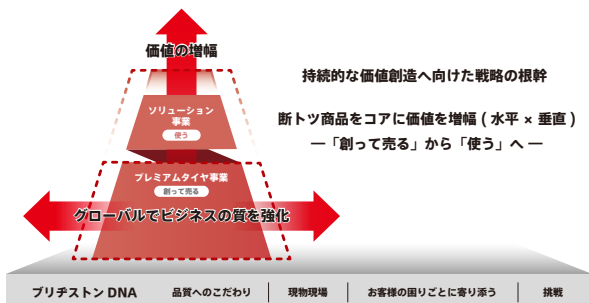 価値の増幅
ソリューション
事業
使う
プレミアムタイヤ事業
創って売る
グローバルでビジネスの質を強化
持続的な価値創造へ向けた戦略の根幹
断トツ商品をコアに価値を増幅 ( 水平 × 垂直 )
―「創って売る」から「使う」へ ―
ブリヂストン DNA
品質へのこだわり
現物現場
お客様の困りごとに寄り添う
挑戦